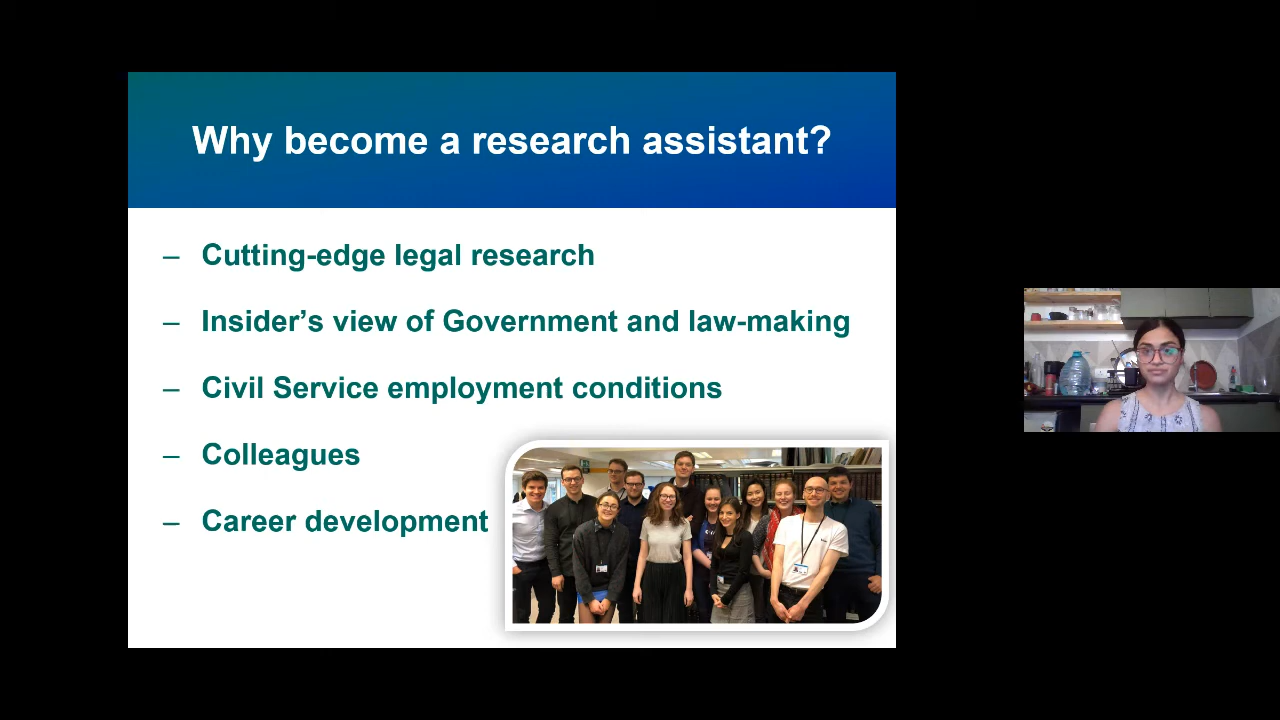 Why become a research assistant?
– Cutting-edge legal research
– Insider’s view of Government and law-making
– Civil Service employment conditions
– Colleagues
– Career development